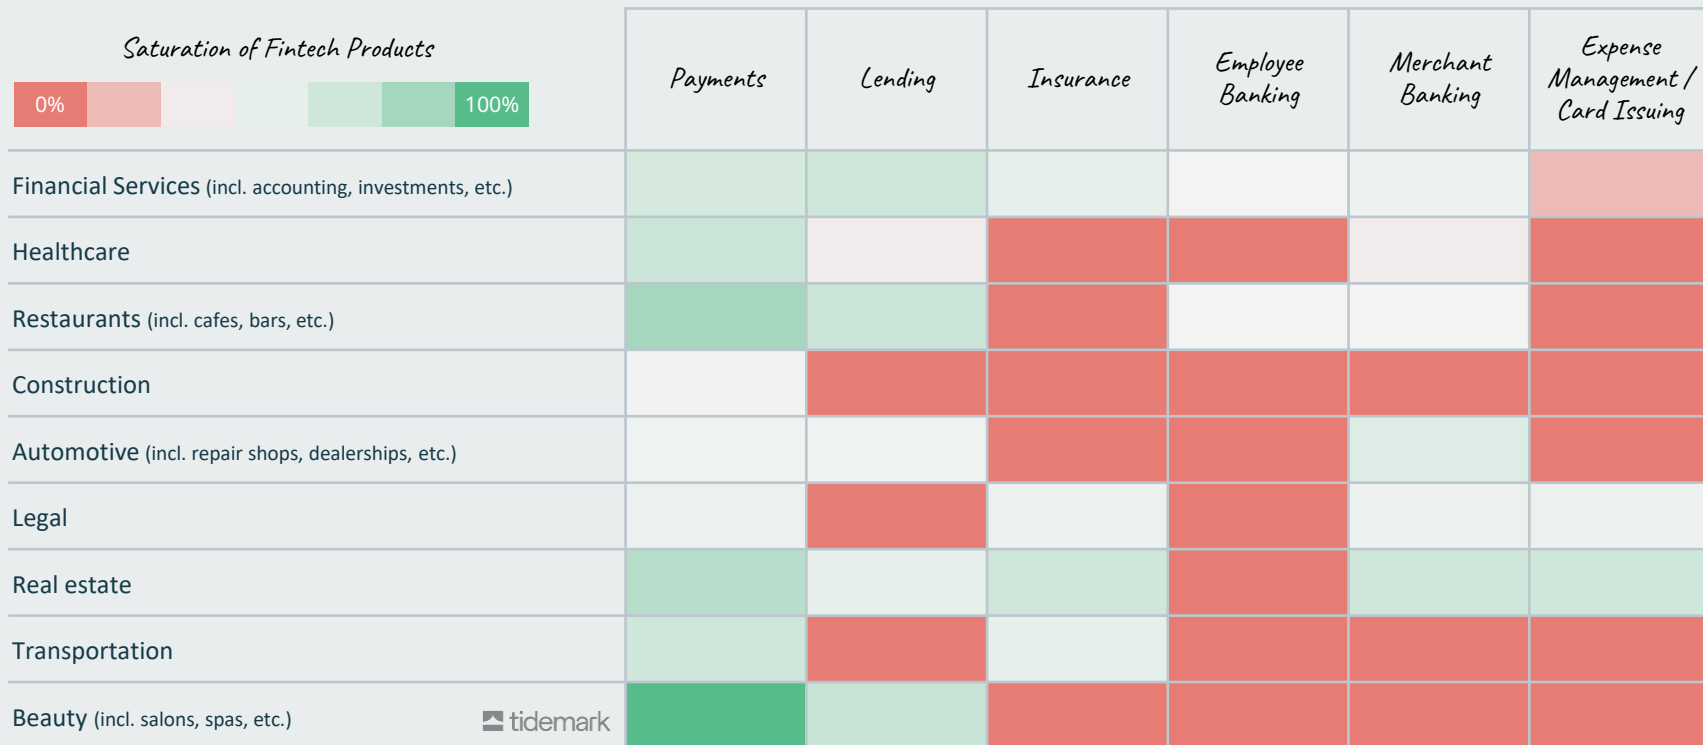 Saturation of Fintech Products
0%
100%
Payments
Lending
Insurance
Employee
Banking
Merchant
Banking
Expense
Management /
Card Issuing
Financial Services (incl. accounting, investments, etc.)
Healthcare
Restaurants (incl. cafes, bars, etc.)
Construction
Automotive (incl. repair shops, dealerships, etc.)
Legal
Real estate
Transportation
Beauty (incl. salons, spas, etc.)
tidemark